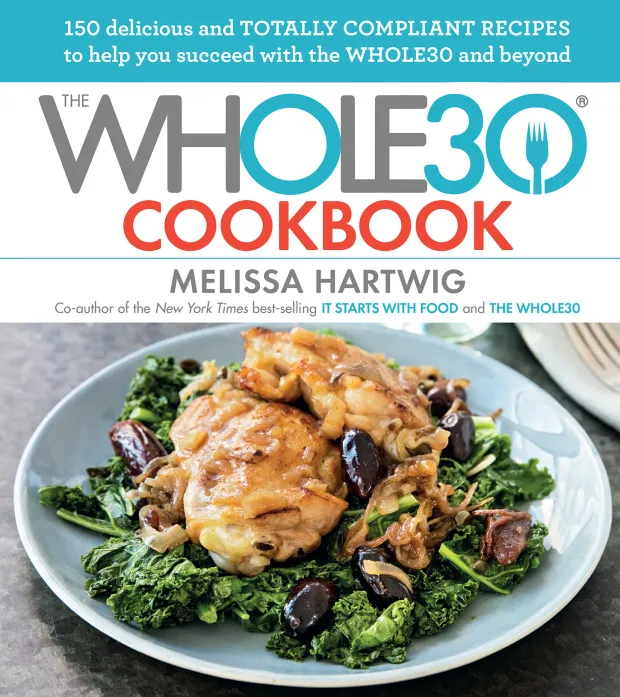 150 delicious and TOTALLY COMPLIANT RECIPES
to help you succeed with the WHOLE30 and beyond
THE
WHOLE30®
COOKBOOK
MELISSA HARTWIG
Co-author of the New York Times best-selling IT STARTS WITH FOOD and THE WHOLE30